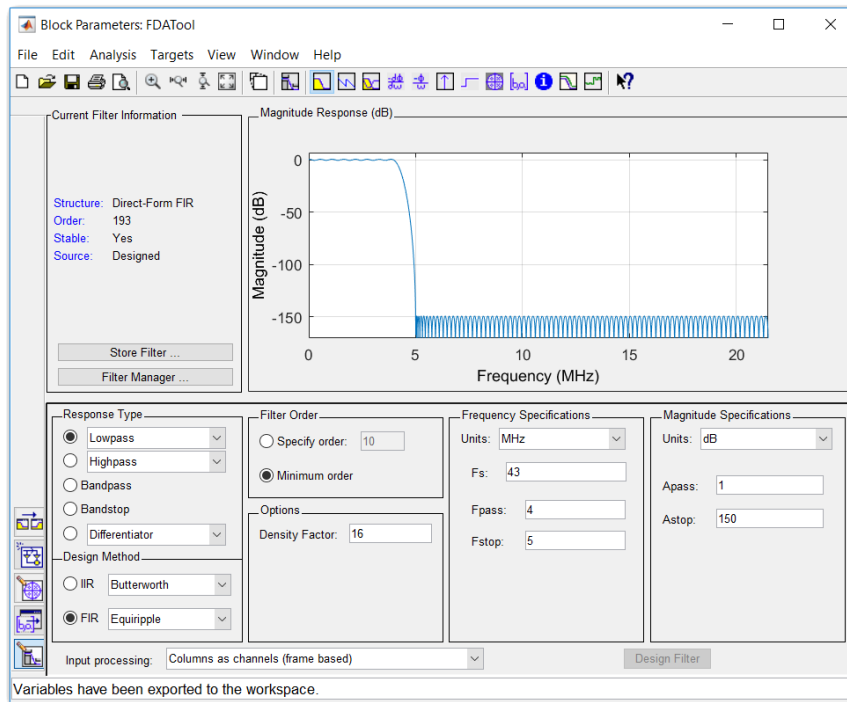 Block Parameters: FDATool
File Edit Analysis Targets View Window Help
Current Filter Information
Structure: Direct-Form FIR
Order: 193
Stable: Yes
Source: Designed
Store Filter ...
Filter Manager ...
Magnitude Response (dB)
Magnitude (dB)
0
-50
-100
-150
0 5 10 15 20
Frequency (MHz)
Response Type
Lowpass
Highpass
Bandpass
Bandstop
Differentiator
Design Method
IIR Butterworth
FIR Equiripple
Filter Order
Specify order: 10
Minimum order
Options
Density Factor: 16
Frequency Specifications
Units: MHz
Fs: 43
Fpass: 4
Fstop: 5
Magnitude Specifications
Units: dB
Apass: 1
Astop: 150
Input processing: Columns as channels (frame based)
Design Filter
Variables have been exported to the workspace.